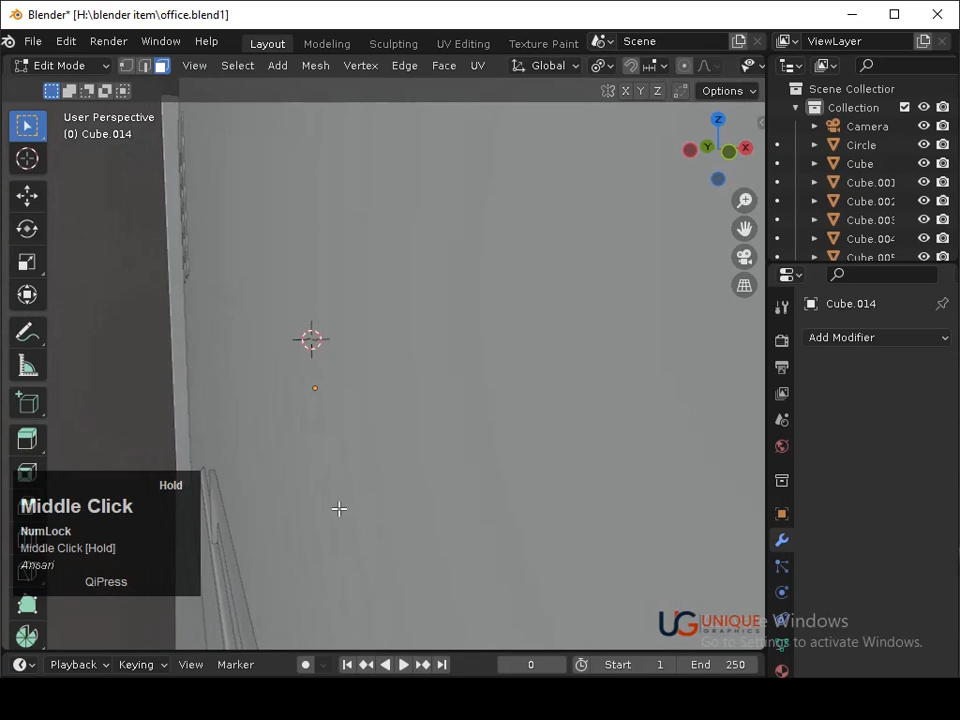 Blender* [H:\blender item\office.blend1]
File Edit Render Window Help Layout Modeling Sculpting UV Editing Texture Paint Scene ViewLayer
Edit Mode View Select Add Mesh Vertex Edge Face UV Global
X Y Z Options
Scene Collection
Collection
Camera
Circle
Cube
Cube.001
Cube.002
Cube.003
Cube.004
Cube.005
User Perspective
(0) Cube.014
Z
Y
X
Cube.014
Add Modifier
Hold
Middle Click
NumLock
Middle Click [Hold]
Ansari
QiPress
UG UNIQUE
GRAPHICS
Windows
Go to Settings to activate Windows.
Playback Keying View Marker 0 Start 1 End 250